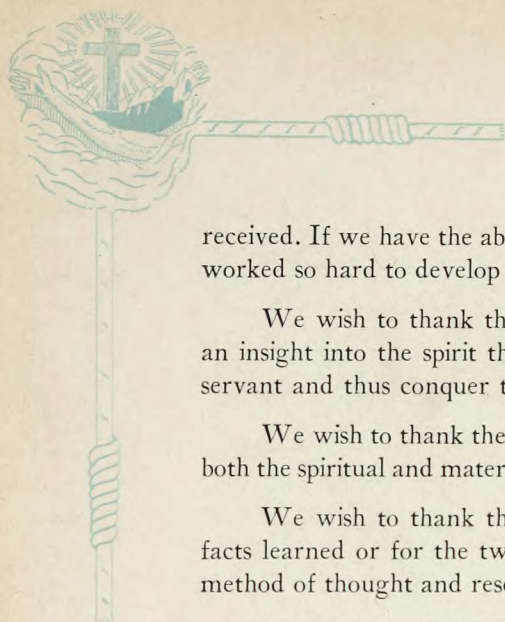 received. If we have the ab
worked so hard to develop
We wish to thank th
an insight into the spirit th
servant and thus conquer t
We wish to thank the
both the spiritual and mater
We wish to thank th
facts learned or for the tw
method of thought and rese